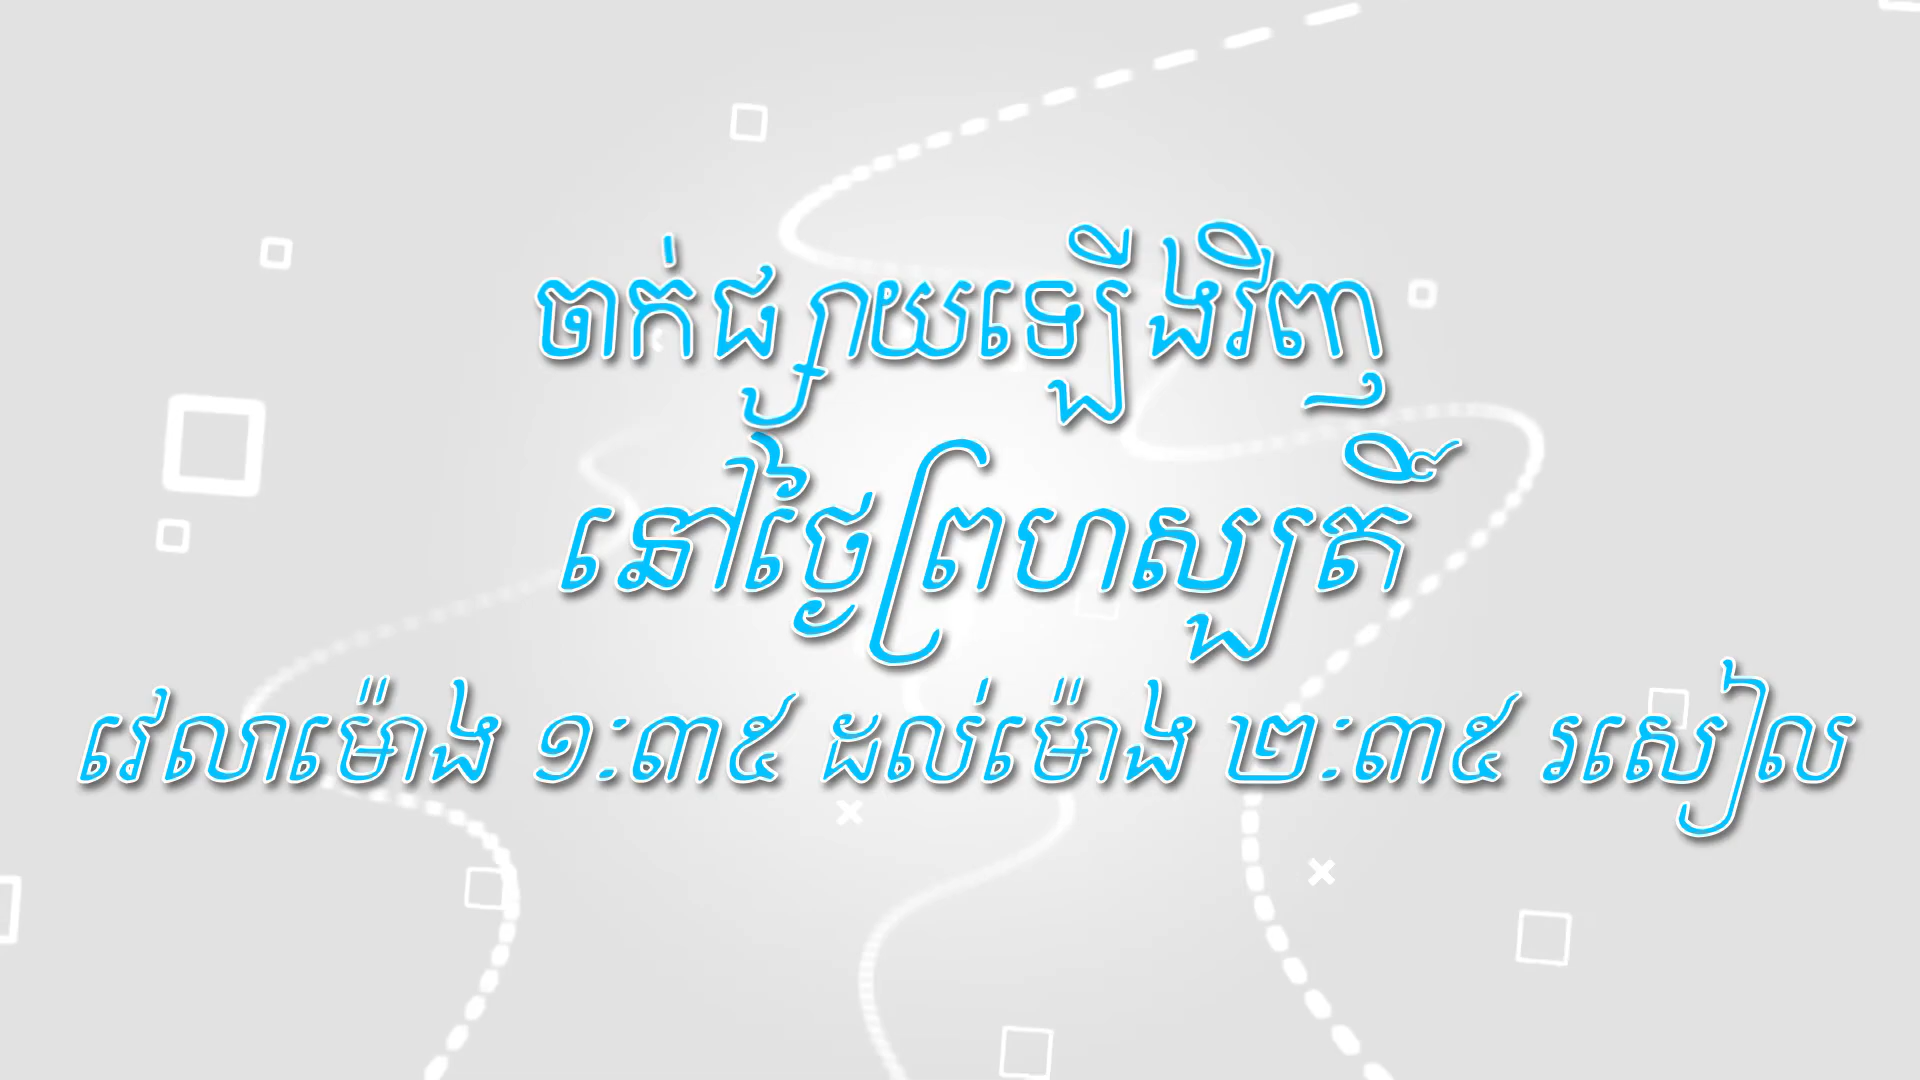 ចាក់ផ្សាយឡើងវិញ
នៅថ្ងៃព្រហស្បតិ៍
វេលាម៉ោង ១:៣៥ ដល់ម៉ោង ២:៣៥ រសៀល